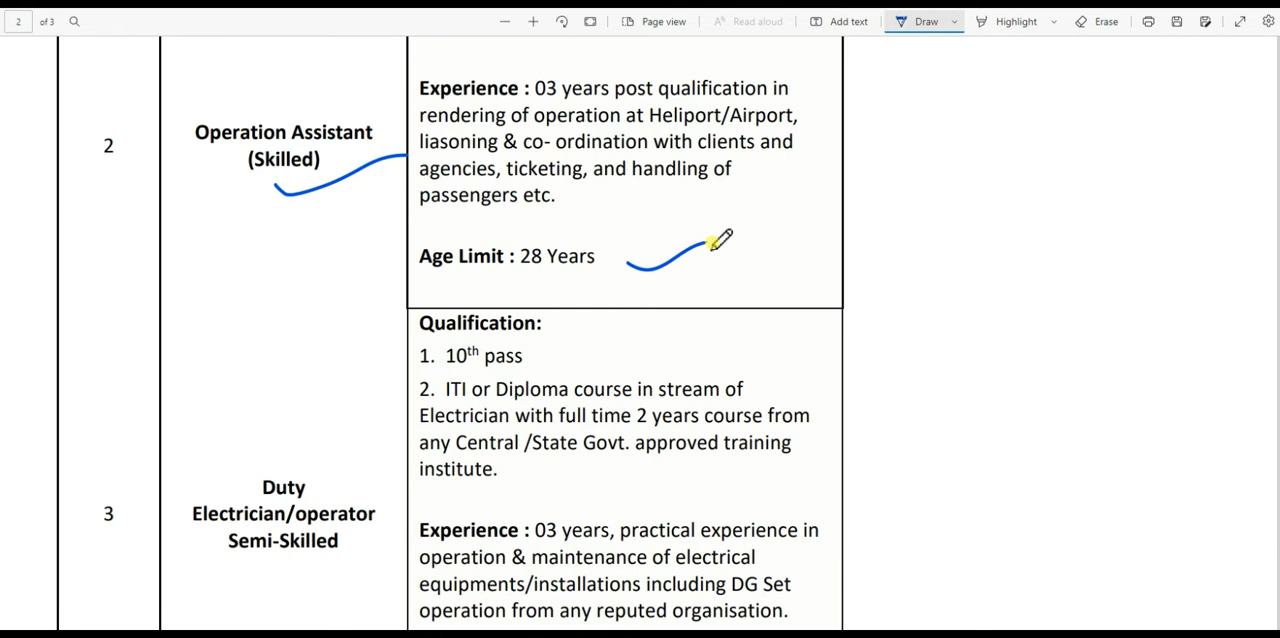 2 of 3 Page view Read aloud Add text Draw Highlight Erase
Experience : 03 years post qualification in
rendering of operation at Heliport/Airport,
liasoning & co- ordination with clients and
agencies, ticketing, and handling of
passengers etc.
Age Limit : 28 Years
2
Operation Assistant
(Skilled)
Qualification:
1. 10th pass
2. ITI or Diploma course in stream of
Electrician with full time 2 years course from
any Central /State Govt. approved training
institute.
3
Duty
Electrician/operator
Semi-Skilled
Experience : 03 years, practical experience in
operation & maintenance of electrical
equipments/installations including DG Set
operation from any reputed organisation.